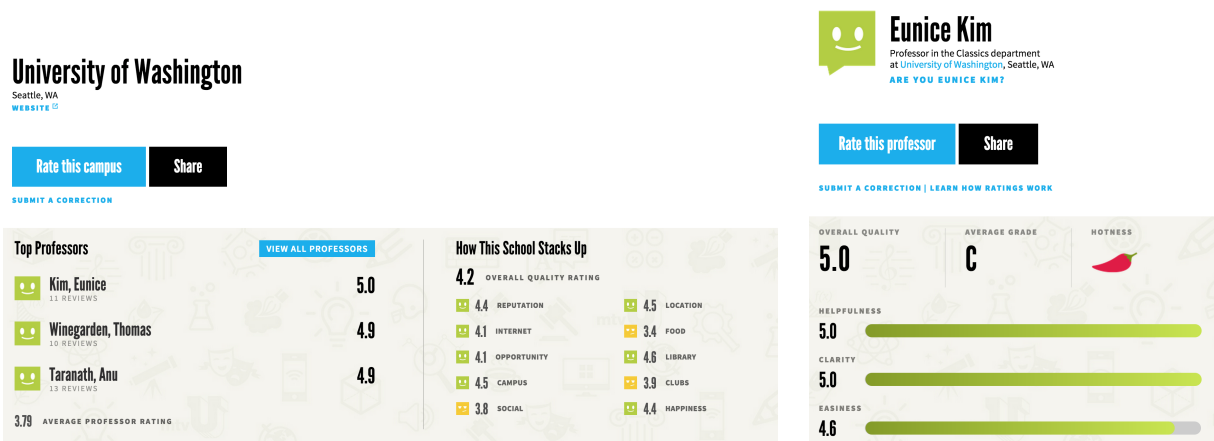 University of Washington
Seattle, WA
WEBSITE
Rate this campus
Share
SUBMIT A CORRECTION
Top Professors
VIEW ALL PROFESSORS
Kim, Eunice
5.0
11 REVIEWS
Winegarden, Thomas
4.9
10 REVIEWS
Taranath, Anu
4.9
13 REVIEWS
3.79 AVERAGE PROFESSOR RATING
How This School Stacks Up
4.2 OVERALL QUALITY RATING
4.4 REPUTATION
4.5 LOCATION
4.1 INTERNET
3.4 FOOD
4.1 OPPORTUNITY
4.6 LIBRARY
4.5 CAMPUS
3.9 CLUBS
3.8 SOCIAL
4.4 HAPPINESS
Eunice Kim
Professor in the Classics department
at University of Washington, Seattle, WA
ARE YOU EUNICE KIM?
Rate this professor
Share
SUBMIT A CORRECTION | LEARN HOW RATINGS WORK
OVERALL QUALITY
5.0
AVERAGE GRADE
C
HOTNESS
HELPFULNESS
5.0
CLARITY
5.0
EASINESS
4.6